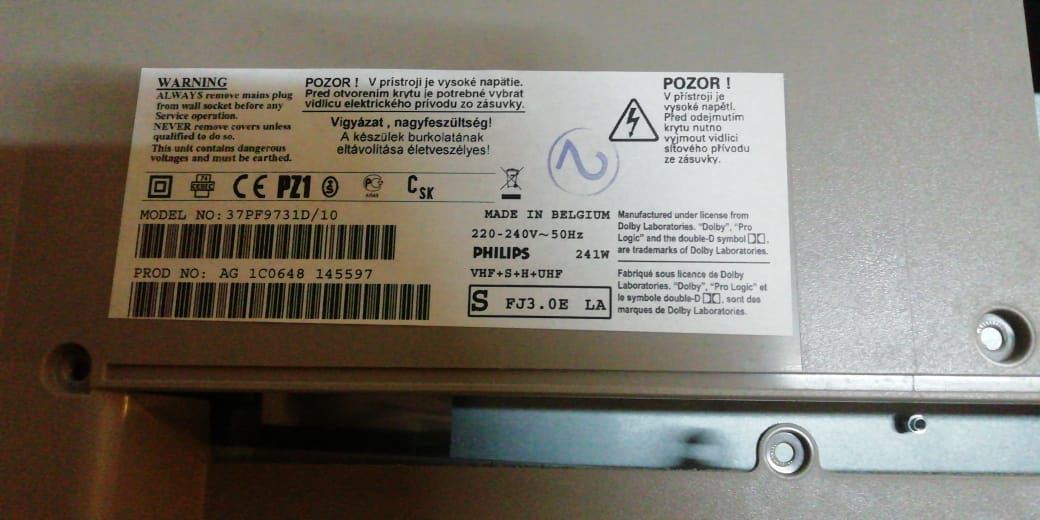 WARNING
ALWAYS remove mains plug
from wall socket before any
Service operation.
NEVER remove covers unless
qualified to do so.
This unit contains dangerous
voltages and must be earthed.
POZOR ! V prístroji je vysoké napätie.
Pred otvorením krytu je potrebné vybrat
vidlicu elektrického prívodu zo zásuvky.
Vigyázat , nagyfeszültség!
A készülek burkolatának
eltávolítása életveszélyes!
POZOR !
V přístroji je
vysoké napětí.
Před odejmutím
krytu nutno
vyjmout vidlici
síťového přívodu
ze zásuvky.
CE PZ1 S CSK
MODEL NO: 37PF9731D/10
PROD NO: AG 1C0648 145597
MADE IN BELGIUM
220-240V~50Hz
PHILIPS 241W
VHF+S+H+UHF
S FJ3.0E LA
Manufactured under license from
Dolby Laboratories. “Dolby”, “Pro
Logic” and the double-D symbol
are trademarks of Dolby Laboratories.
Fabriqué sous licence de Dolby
Laboratories. “Dolby”, “Pro Logic” et
le symbole double-D , sont des
marques de Dolby Laboratories.